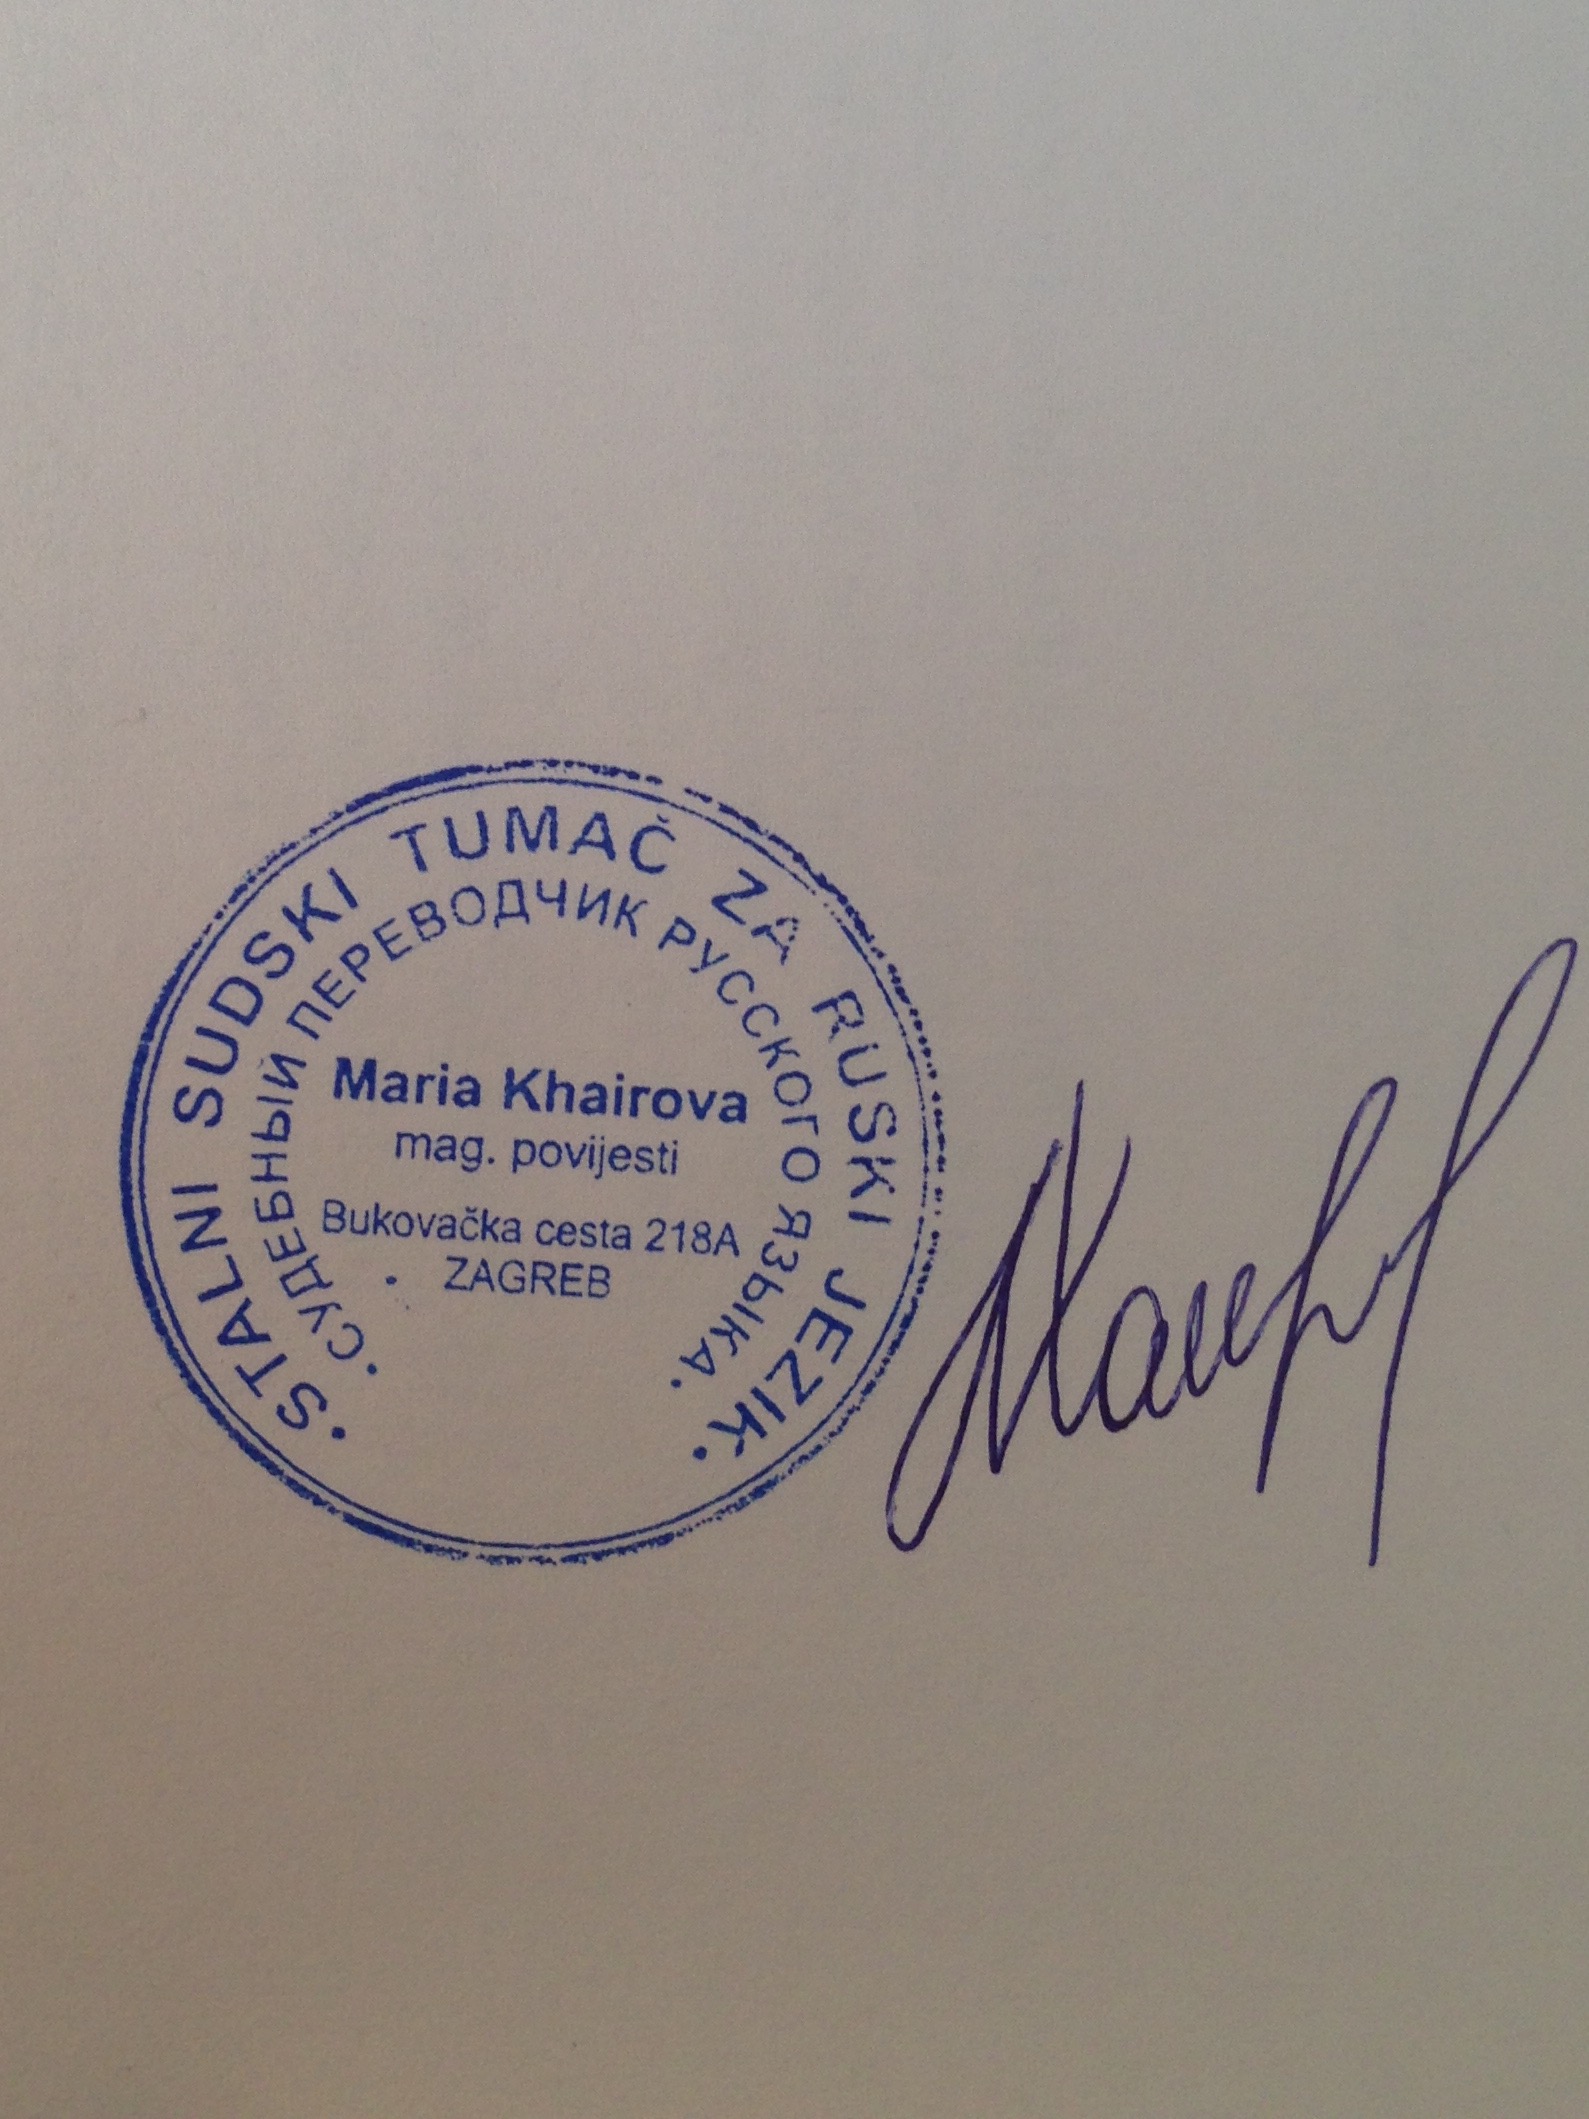 ·STALNI SUDSKI TUMAČ ZA RUSKI JEZIK·
·СУДЕБНЫЙ ПЕРЕВОДЧИК РУССКОГО ЯЗЫКА·
Maria Khairova
mag. povijesti
Bukovačka cesta 218A
ZAGREB